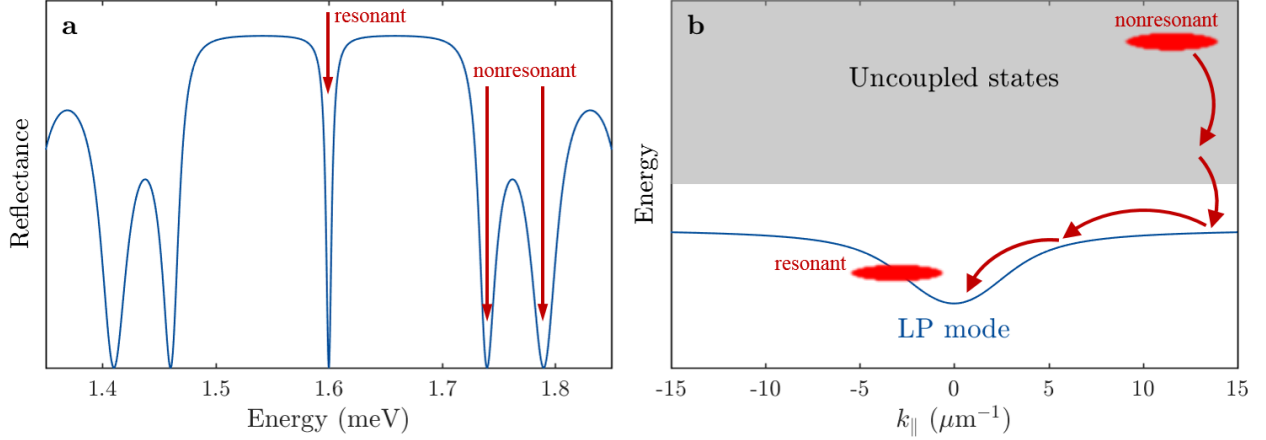 a
resonant
nonresonant
Reflectance
1.4 1.5 1.6 1.7 1.8
Energy (meV)
b
nonresonant
Uncoupled states
Energy
resonant
LP mode
-15 -10 -5 0 5 10 15
k∥ (μm⁻¹)